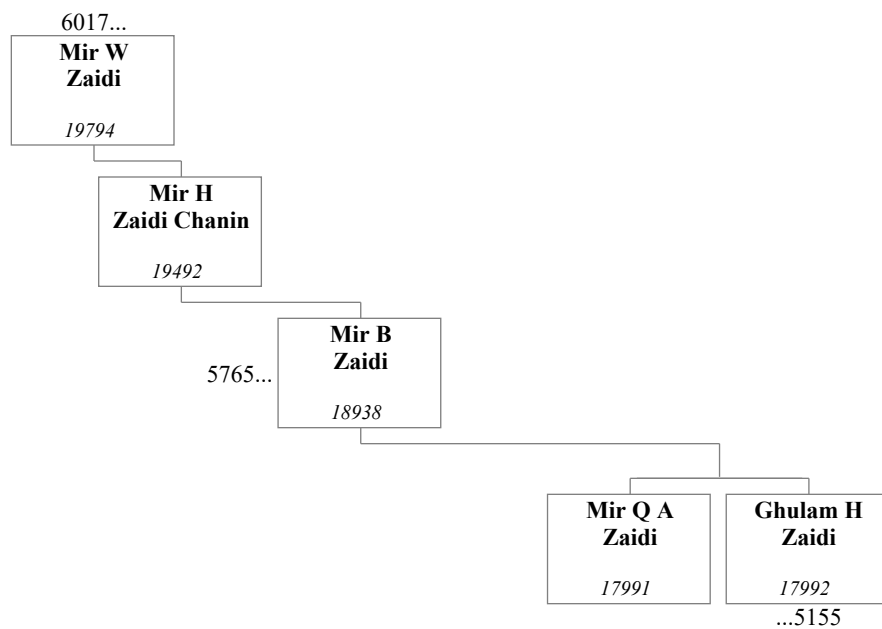 6017...
Mir W
Zaidi
19794
Mir H
Zaidi Chanin
19492
Mir B
Zaidi
5765...
18938
Mir Q A
Zaidi
17991
Ghulam H
Zaidi
17992
...5155